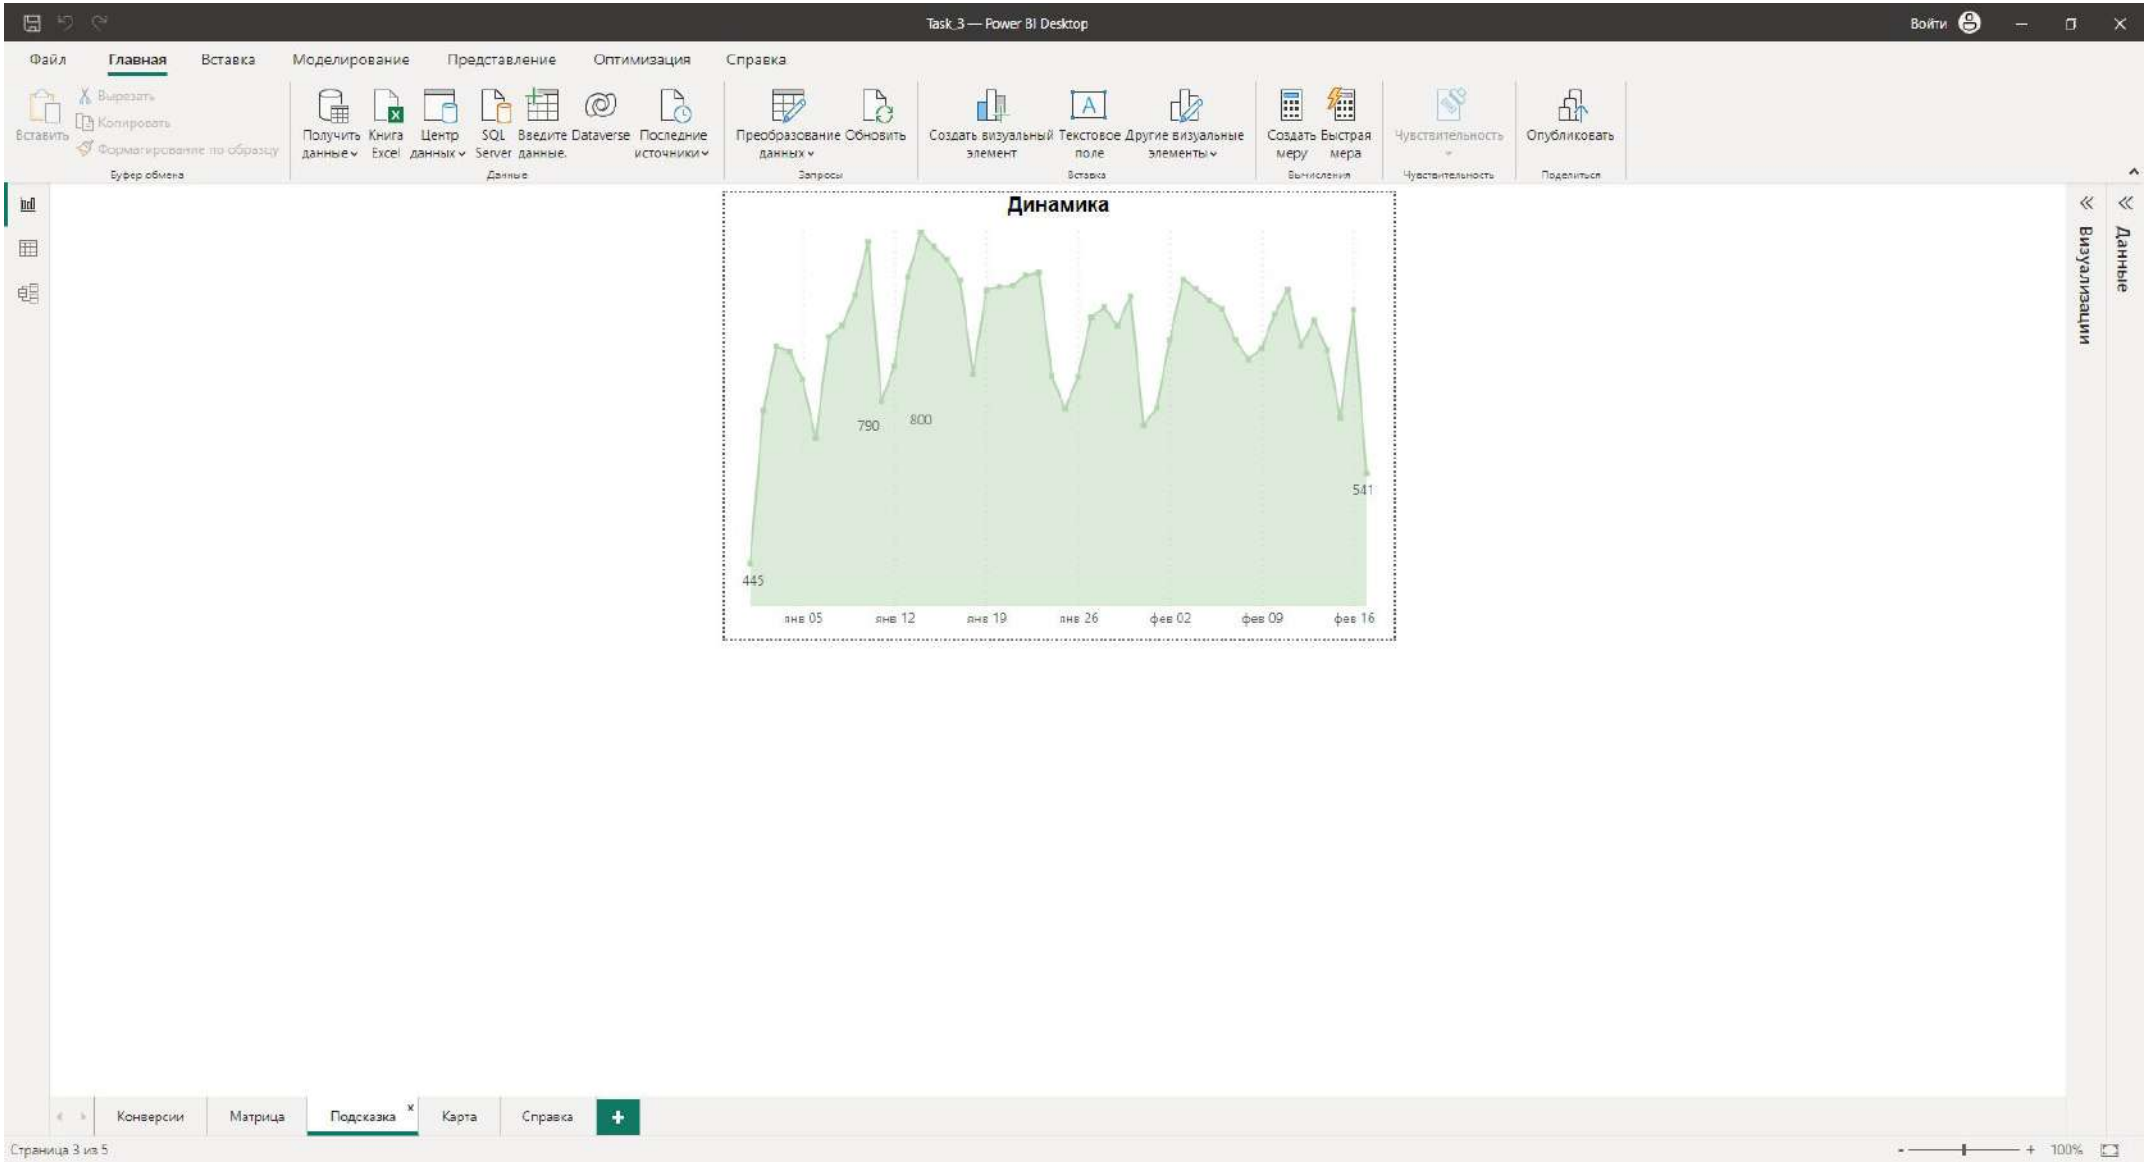 Task_3 — Power BI Desktop
Войти
Файл Главная Вставка Моделирование Представление Оптимизация Справка
Вставить
Вырезать
Копировать
Форматирование по образцу
Буфер обмена
Получить данные
Книга Excel
Центр данных
SQL Server
Введите данные.
Dataverse
Последние источники
Данные
Преобразование данных
Обновить
Запросы
Создать визуальный элемент
Текстовое поле
Другие визуальные элементы
Вставка
Создать меру
Быстрая мера
Вычисления
Чувствительность
Чувствительность
Опубликовать
Поделиться
Динамика
790
800
541
445
янв 05 янв 12 янв 19 янв 26 фев 02 фев 09 фев 16
Визуализации
Данные
Конверсии Матрица Подсказка Карта Справка
Страница 3 из 5
100%